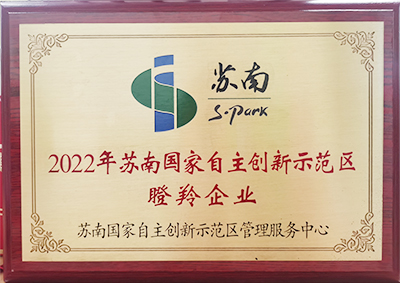 苏南
S-Park
2022年苏南国家自主创新示范区
瞪羚企业
苏南国家自主创新示范区管理服务中心